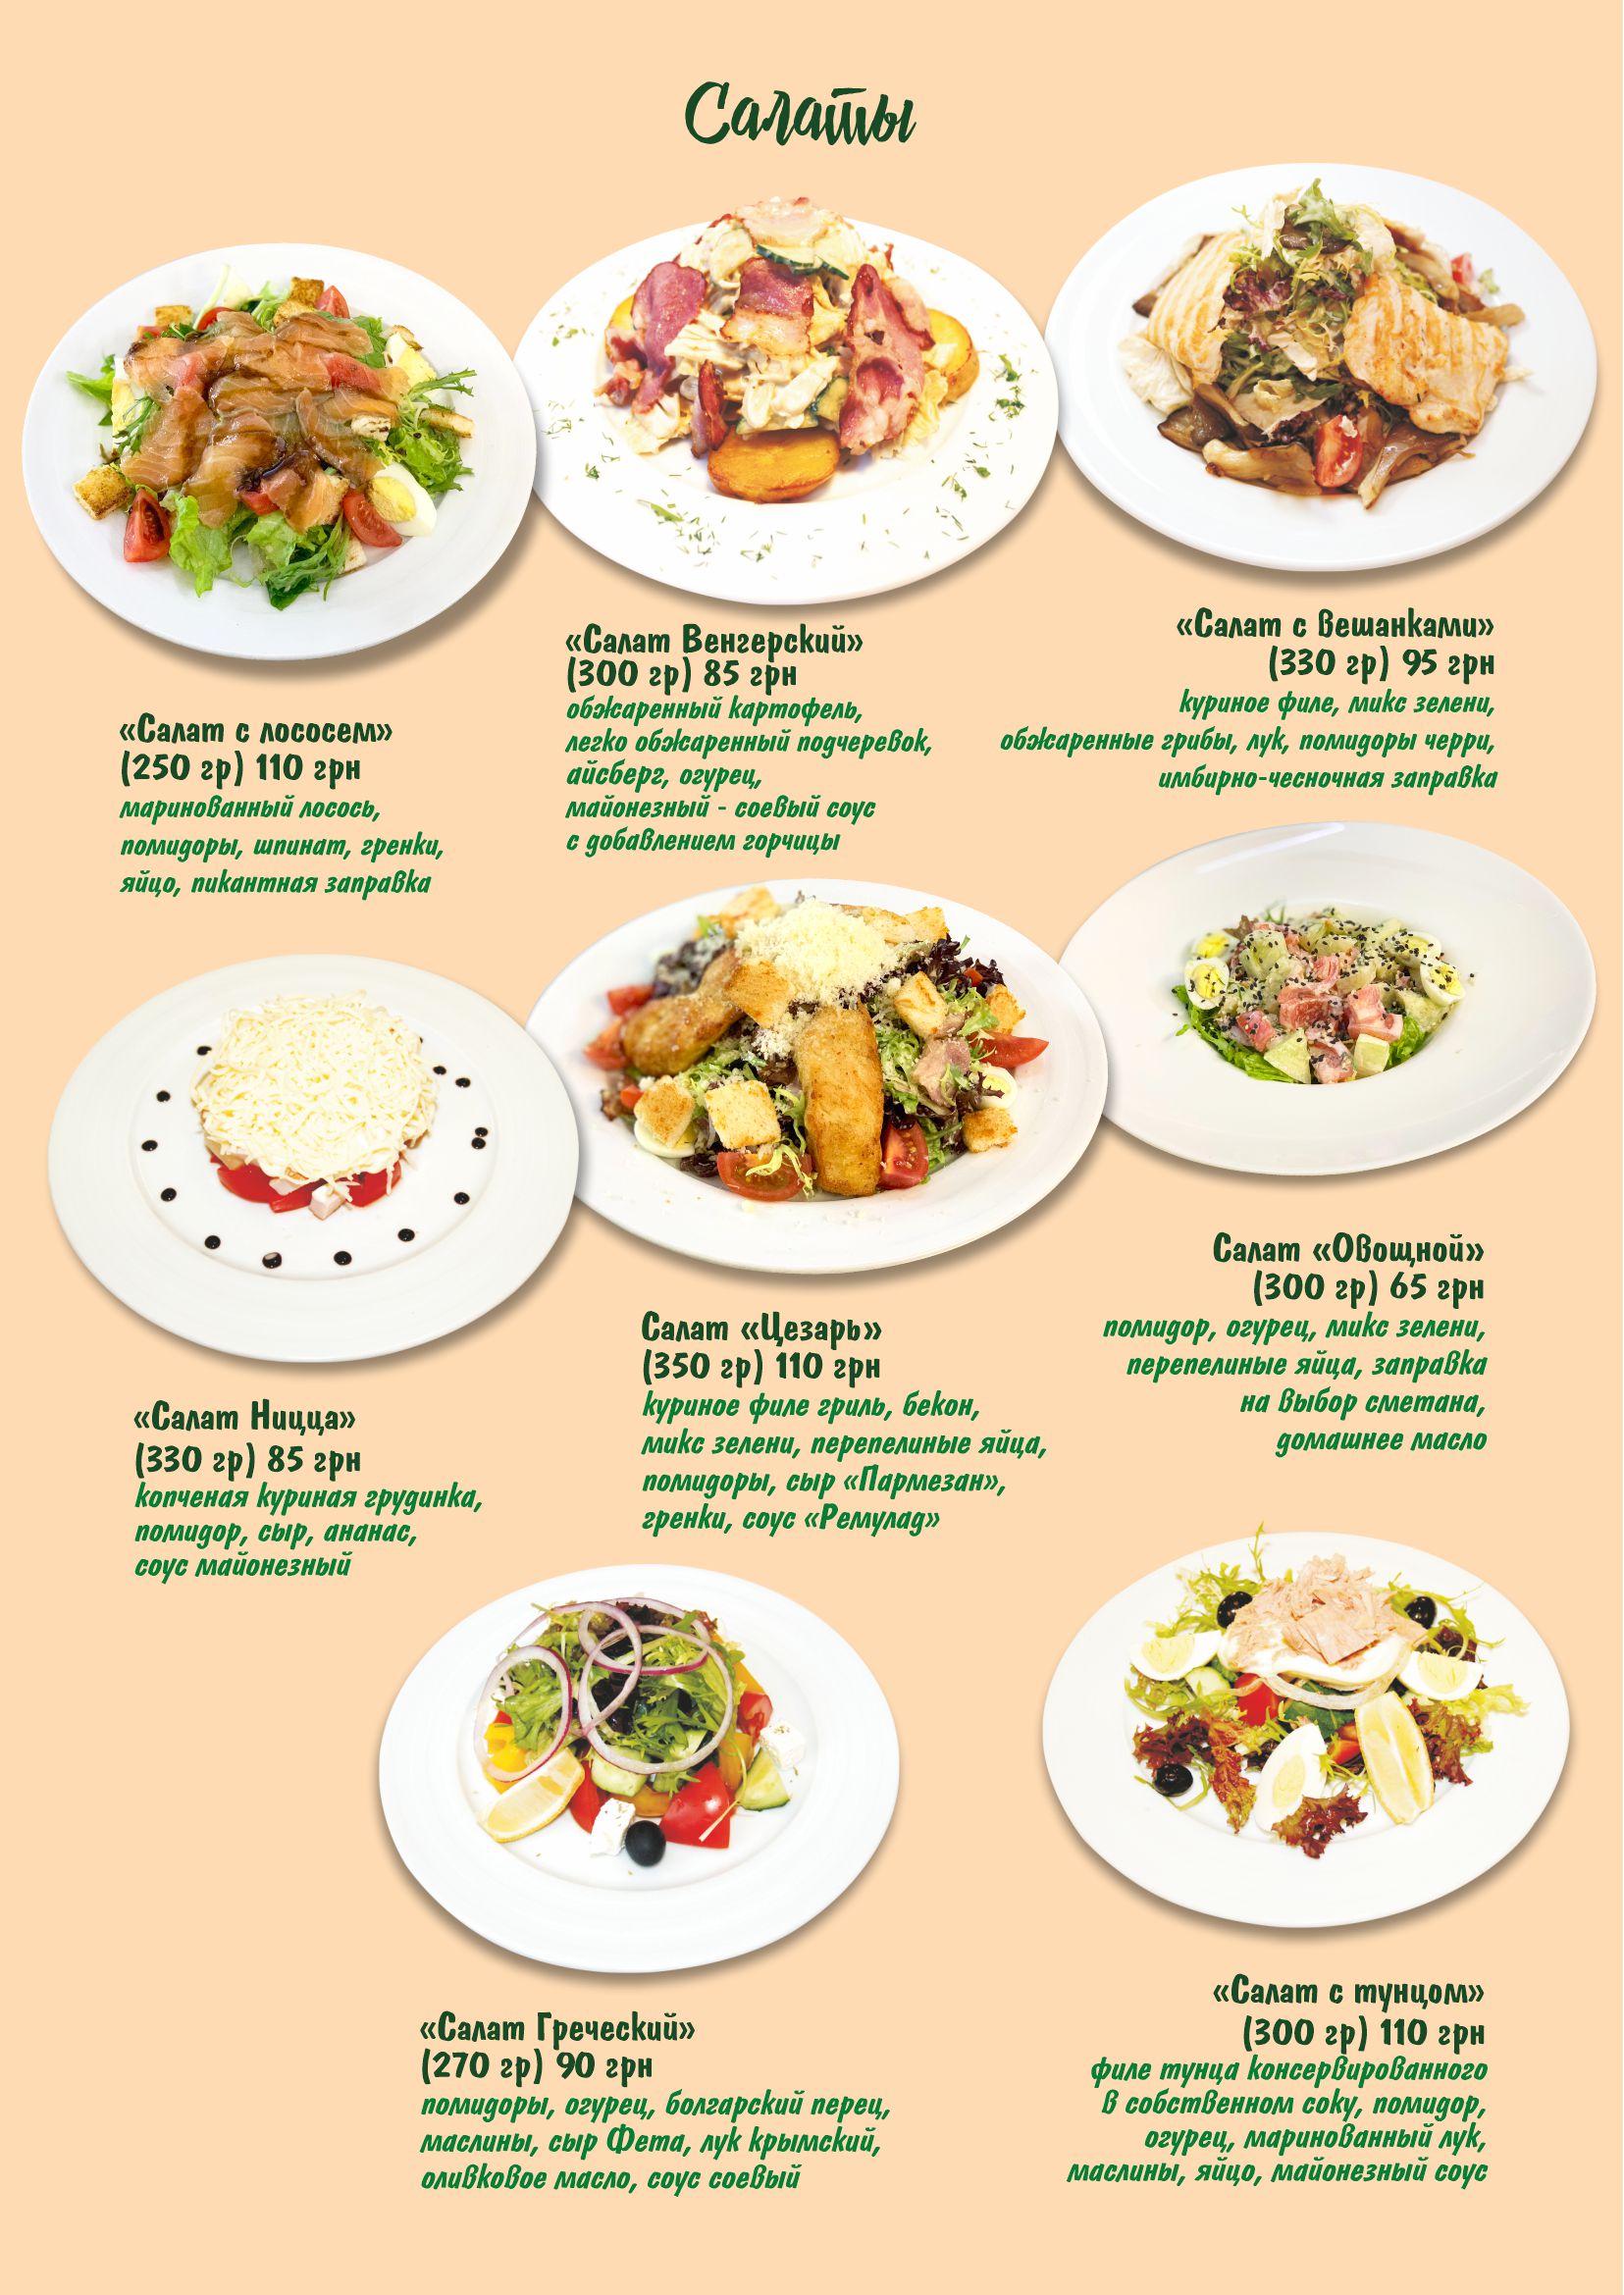 Салаты
«Салат с лососем»
(250 гр) 110 грн
маринованный лосось,
помидоры, шпинат, гренки,
яйцо, пикантная заправка
«Салат Венгерский»
(300 гр) 85 грн
обжаренный картофель,
легко обжаренный подчеревок,
айсберг, огурец,
майонезный - соевый соус
с добавлением горчицы
«Салат с вешанками»
(330 гр) 95 грн
куриное филе, микс зелени,
обжаренные грибы, лук, помидоры черри,
имбирно-чесночная заправка
«Салат Ницца»
(330 гр) 85 грн
копченая куриная грудинка,
помидор, сыр, ананас,
соус майонезный
Салат «Цезарь»
(350 гр) 110 грн
куриное филе гриль, бекон,
микс зелени, перепелиные яйца,
помидоры, сыр «Пармезан»,
гренки, соус «Ремулад»
Салат «Овощной»
(300 гр) 65 грн
помидор, огурец, микс зелени,
перепелиные яйца, заправка
на выбор сметана,
домашнее масло
«Салат Греческий»
(270 гр) 90 грн
помидоры, огурец, болгарский перец,
маслины, сыр Фета, лук крымский,
оливковое масло, соус соевый
«Салат с тунцом»
(300 гр) 110 грн
филе тунца консервированного
в собственном соку, помидор,
огурец, маринованный лук,
маслины, яйцо, майонезный соус